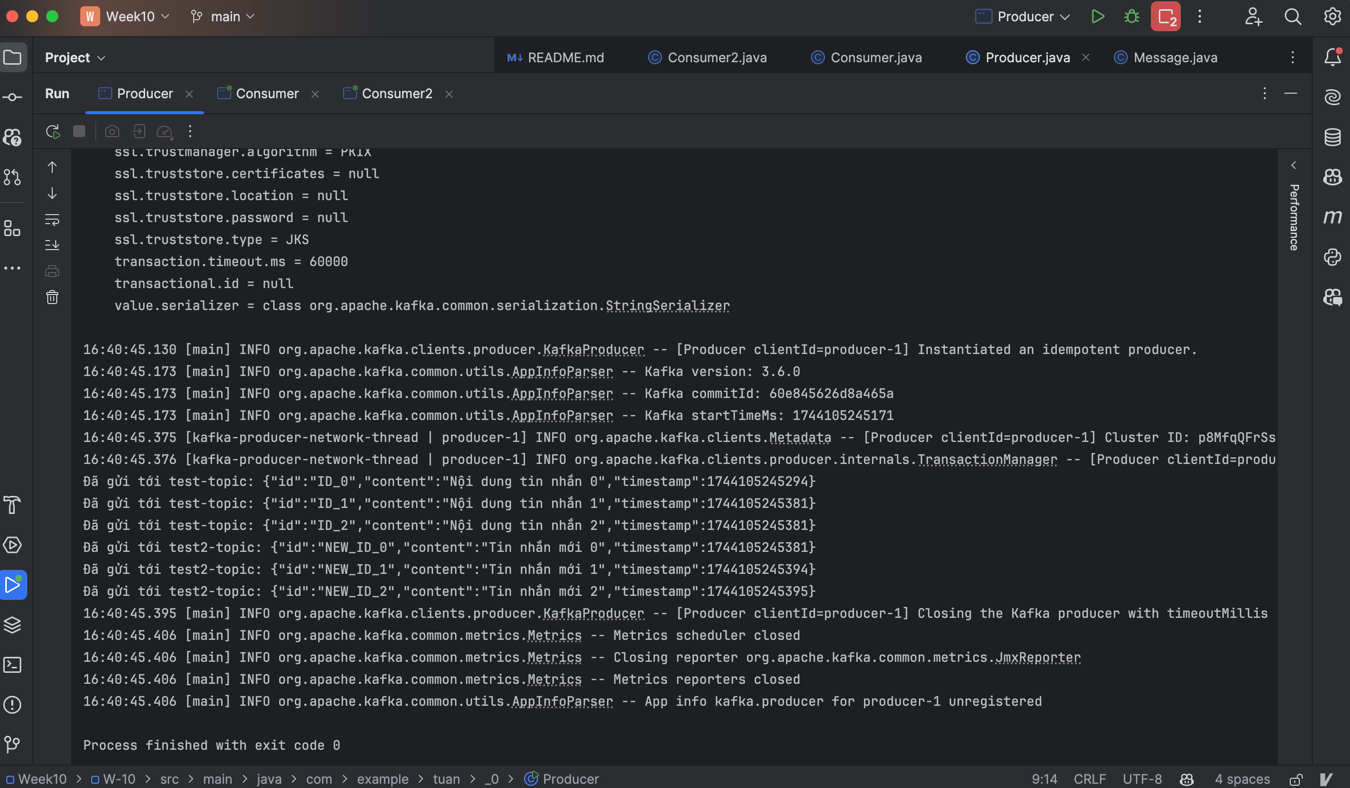 W Week10 main Producer 2
Project README.md Consumer2.java Consumer.java Producer.java Message.java
Run Producer Consumer Consumer2
ssl.trustmanager.algorithm = PKIX
ssl.truststore.certificates = null
ssl.truststore.location = null
ssl.truststore.password = null
ssl.truststore.type = JKS
transaction.timeout.ms = 60000
transactional.id = null
value.serializer = class org.apache.kafka.common.serialization.StringSerializer
16:40:45.130 [main] INFO org.apache.kafka.clients.producer.KafkaProducer -- [Producer clientId=producer-1] Instantiated an idempotent producer.
16:40:45.173 [main] INFO org.apache.kafka.common.utils.AppInfoParser -- Kafka version: 3.6.0
16:40:45.173 [main] INFO org.apache.kafka.common.utils.AppInfoParser -- Kafka commitId: 60e845626d8a465a
16:40:45.173 [main] INFO org.apache.kafka.common.utils.AppInfoParser -- Kafka startTimeMs: 1744105245171
16:40:45.375 [kafka-producer-network-thread | producer-1] INFO org.apache.kafka.clients.Metadata -- [Producer clientId=producer-1] Cluster ID: p8MfqQFrSs
16:40:45.376 [kafka-producer-network-thread | producer-1] INFO org.apache.kafka.clients.producer.internals.TransactionManager -- [Producer clientId=produ
Đã gửi tới test-topic: {"id":"ID_0","content":"Nội dung tin nhắn 0","timestamp":1744105245294}
Đã gửi tới test-topic: {"id":"ID_1","content":"Nội dung tin nhắn 1","timestamp":1744105245381}
Đã gửi tới test-topic: {"id":"ID_2","content":"Nội dung tin nhắn 2","timestamp":1744105245381}
Đã gửi tới test2-topic: {"id":"NEW_ID_0","content":"Tin nhắn mới 0","timestamp":1744105245381}
Đã gửi tới test2-topic: {"id":"NEW_ID_1","content":"Tin nhắn mới 1","timestamp":1744105245394}
Đã gửi tới test2-topic: {"id":"NEW_ID_2","content":"Tin nhắn mới 2","timestamp":1744105245395}
16:40:45.395 [main] INFO org.apache.kafka.clients.producer.KafkaProducer -- [Producer clientId=producer-1] Closing the Kafka producer with timeoutMillis
16:40:45.406 [main] INFO org.apache.kafka.common.metrics.Metrics -- Metrics scheduler closed
16:40:45.406 [main] INFO org.apache.kafka.common.metrics.Metrics -- Closing reporter org.apache.kafka.common.metrics.JmxReporter
16:40:45.406 [main] INFO org.apache.kafka.common.metrics.Metrics -- Metrics reporters closed
16:40:45.406 [main] INFO org.apache.kafka.common.utils.AppInfoParser -- App info kafka.producer for producer-1 unregistered
Process finished with exit code 0
Performance
Week10 > W-10 > src > main > java > com > example > tuan > _0 > Producer 9:14 CRLF UTF-8 4 spaces